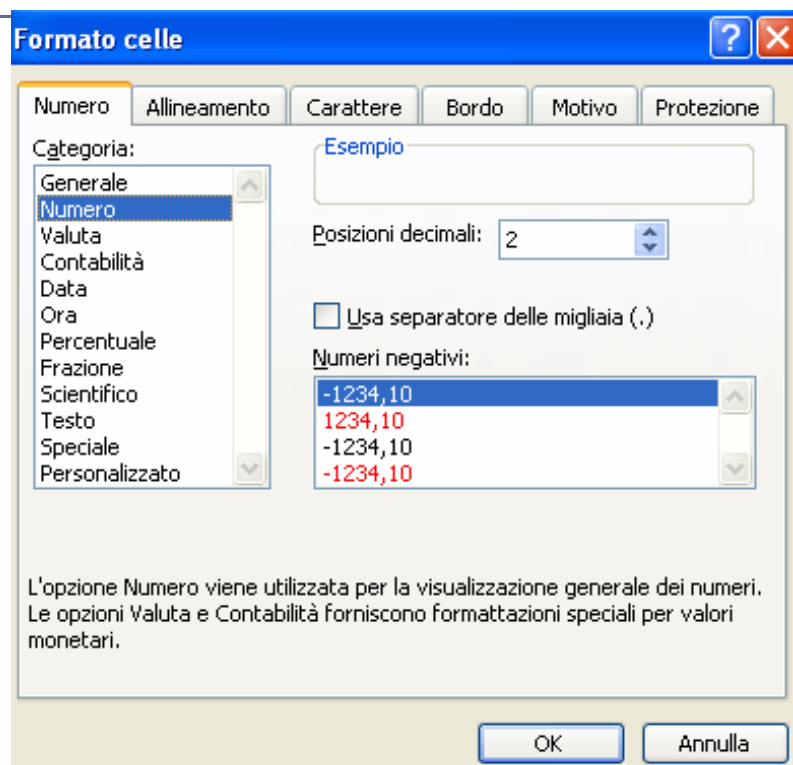 Formato celle
Numero Allineamento Carattere Bordo Motivo Protezione
Categoria:
Generale
Numero
Valuta
Contabilità
Data
Ora
Percentuale
Frazione
Scientifico
Testo
Speciale
Personalizzato
Esempio
Posizioni decimali: 2
Usa separatore delle migliaia (.)
Numeri negativi:
-1234,10
1234,10
-1234,10
-1234,10
L'opzione Numero viene utilizzata per la visualizzazione generale dei numeri.
Le opzioni Valuta e Contabilità forniscono formattazioni speciali per valori
monetari.
OK Annulla